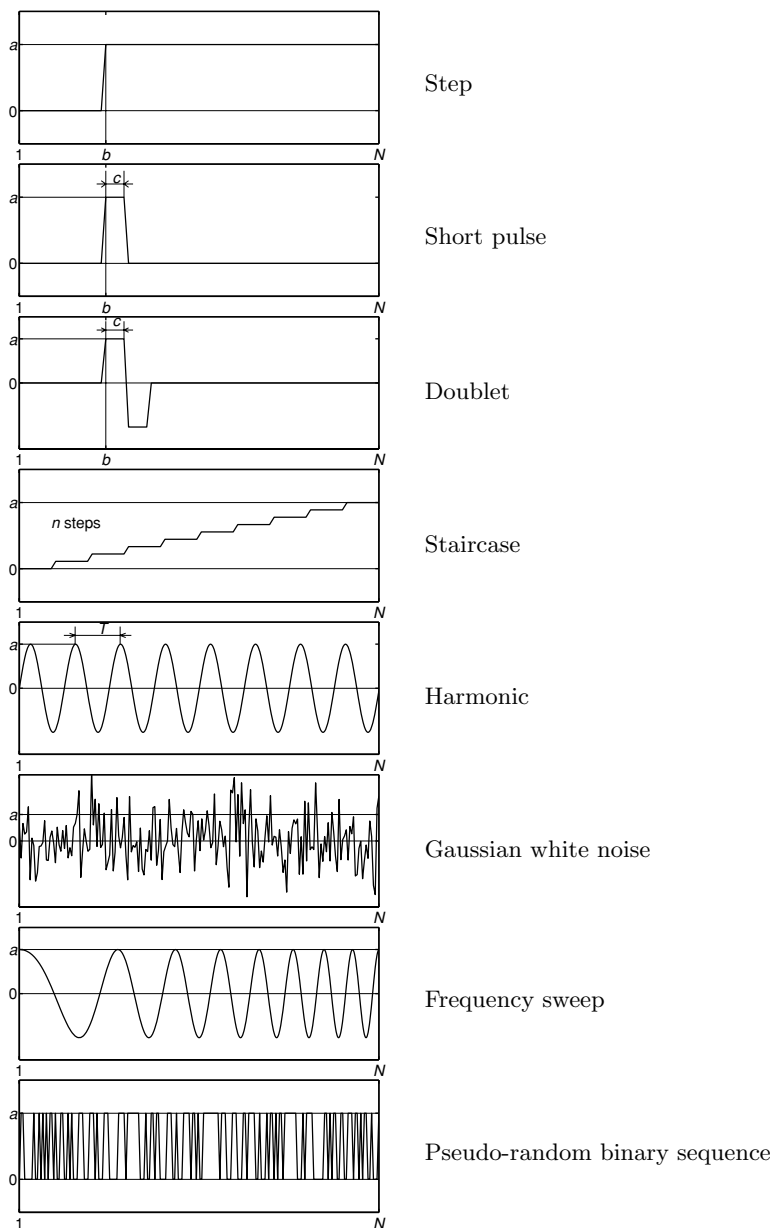 a
0
Step
1 b N
c
a
0
Short pulse
1 b N
c
a
0
Doublet
1 b N
a
n steps
0
Staircase
1 N
T
a
0
Harmonic
1 N
a
0
Gaussian white noise
1 N
a
0
Frequency sweep
1 N
a
0
Pseudo-random binary sequence
1 N